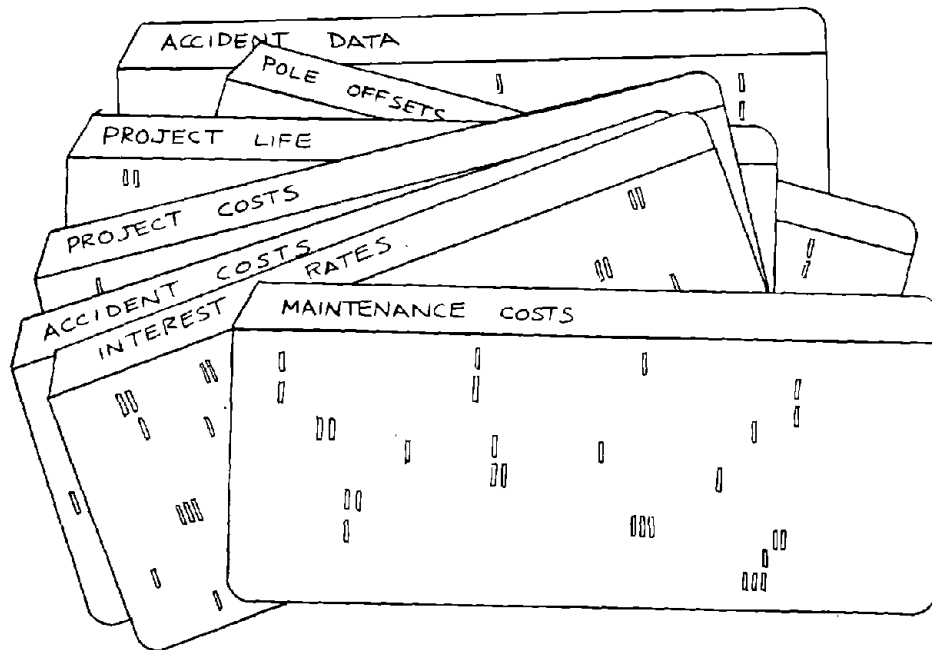 ACCIDENT DATA
POLE OFFSETS
PROJECT LIFE
PROJECT COSTS
ACCIDENT COSTS
INTEREST RATES.
MAINTENANCE COSTS